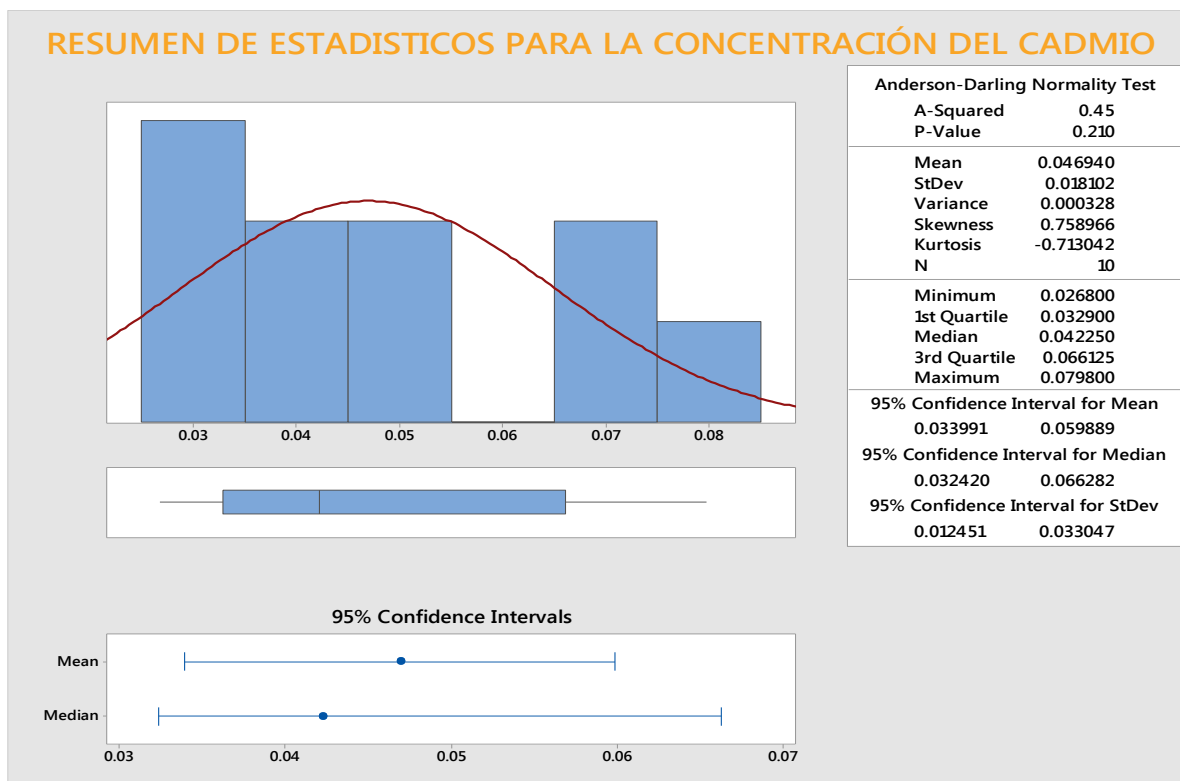 RESUMEN DE ESTADISTICOS PARA LA CONCENTRACIÓN DEL CADMIO
0.03 0.04 0.05 0.06 0.07 0.08
95% Confidence Intervals
Mean
Median
0.03 0.04 0.05 0.06 0.07
Anderson-Darling Normality Test
A-Squared 0.45
P-Value 0.210
Mean 0.046940
StDev 0.018102
Variance 0.000328
Skewness 0.758966
Kurtosis -0.713042
N 10
Minimum 0.026800
1st Quartile 0.032900
Median 0.042250
3rd Quartile 0.066125
Maximum 0.079800
95% Confidence Interval for Mean
0.033991 0.059889
95% Confidence Interval for Median
0.032420 0.066282
95% Confidence Interval for StDev
0.012451 0.033047